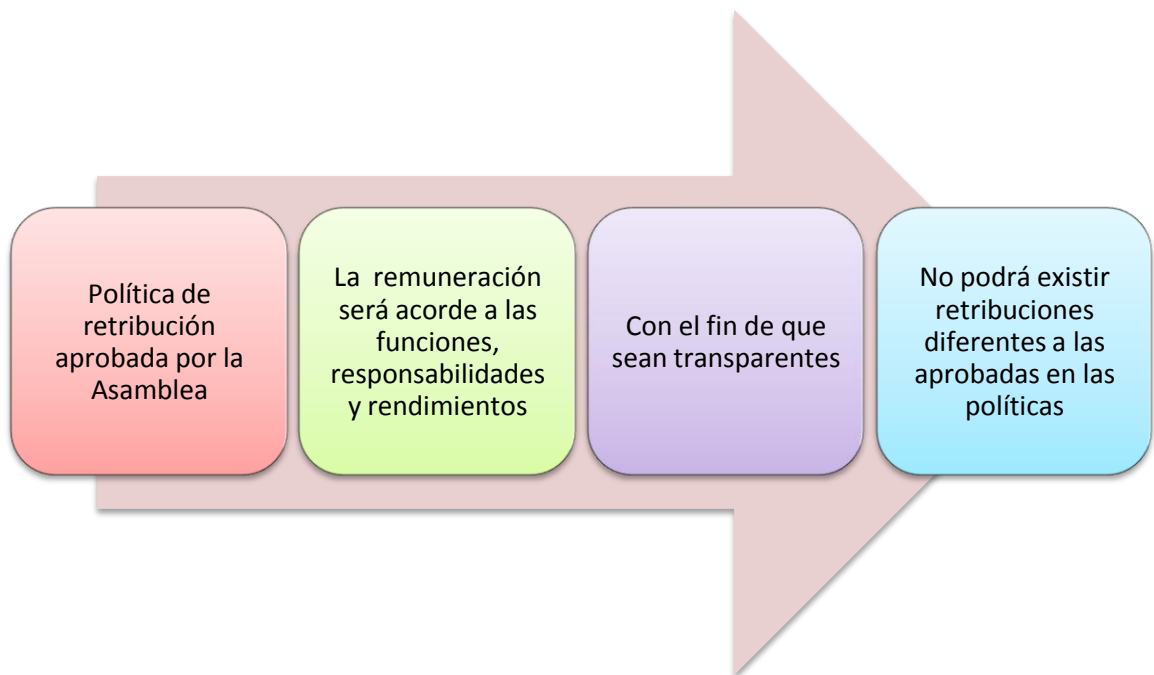 Política de
retribución
aprobada por la
Asamblea
La  remuneración
será acorde a las
funciones,
responsabilidades
y rendimientos
Con el fin de que
sean transparentes
No podrá existir
retribuciones
diferentes a las
aprobadas en las
políticas